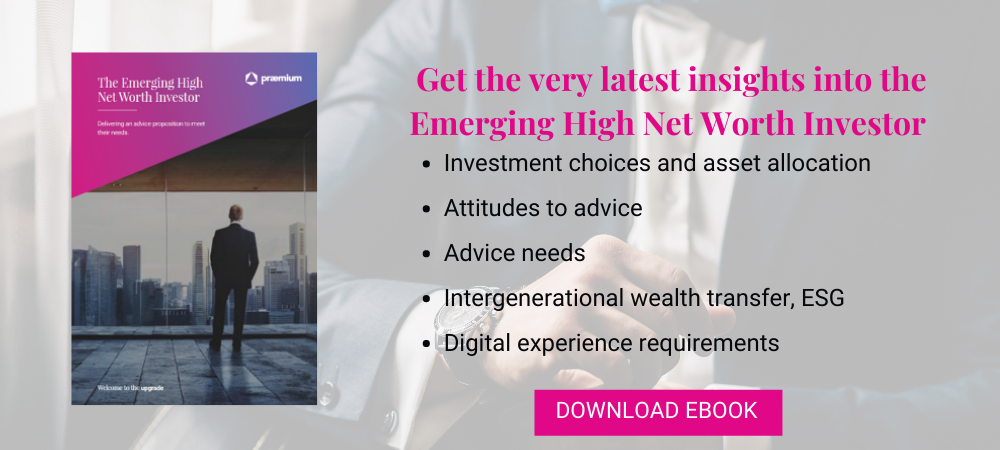 The Emerging High
Net Worth Investor
præmium
Delivering an advice proposition to meet
their needs.
Welcome to the upgrade
Get the very latest insights into the
Emerging High Net Worth Investor
• Investment choices and asset allocation
• Attitudes to advice
• Advice needs
• Intergenerational wealth transfer, ESG
• Digital experience requirements
DOWNLOAD EBOOK